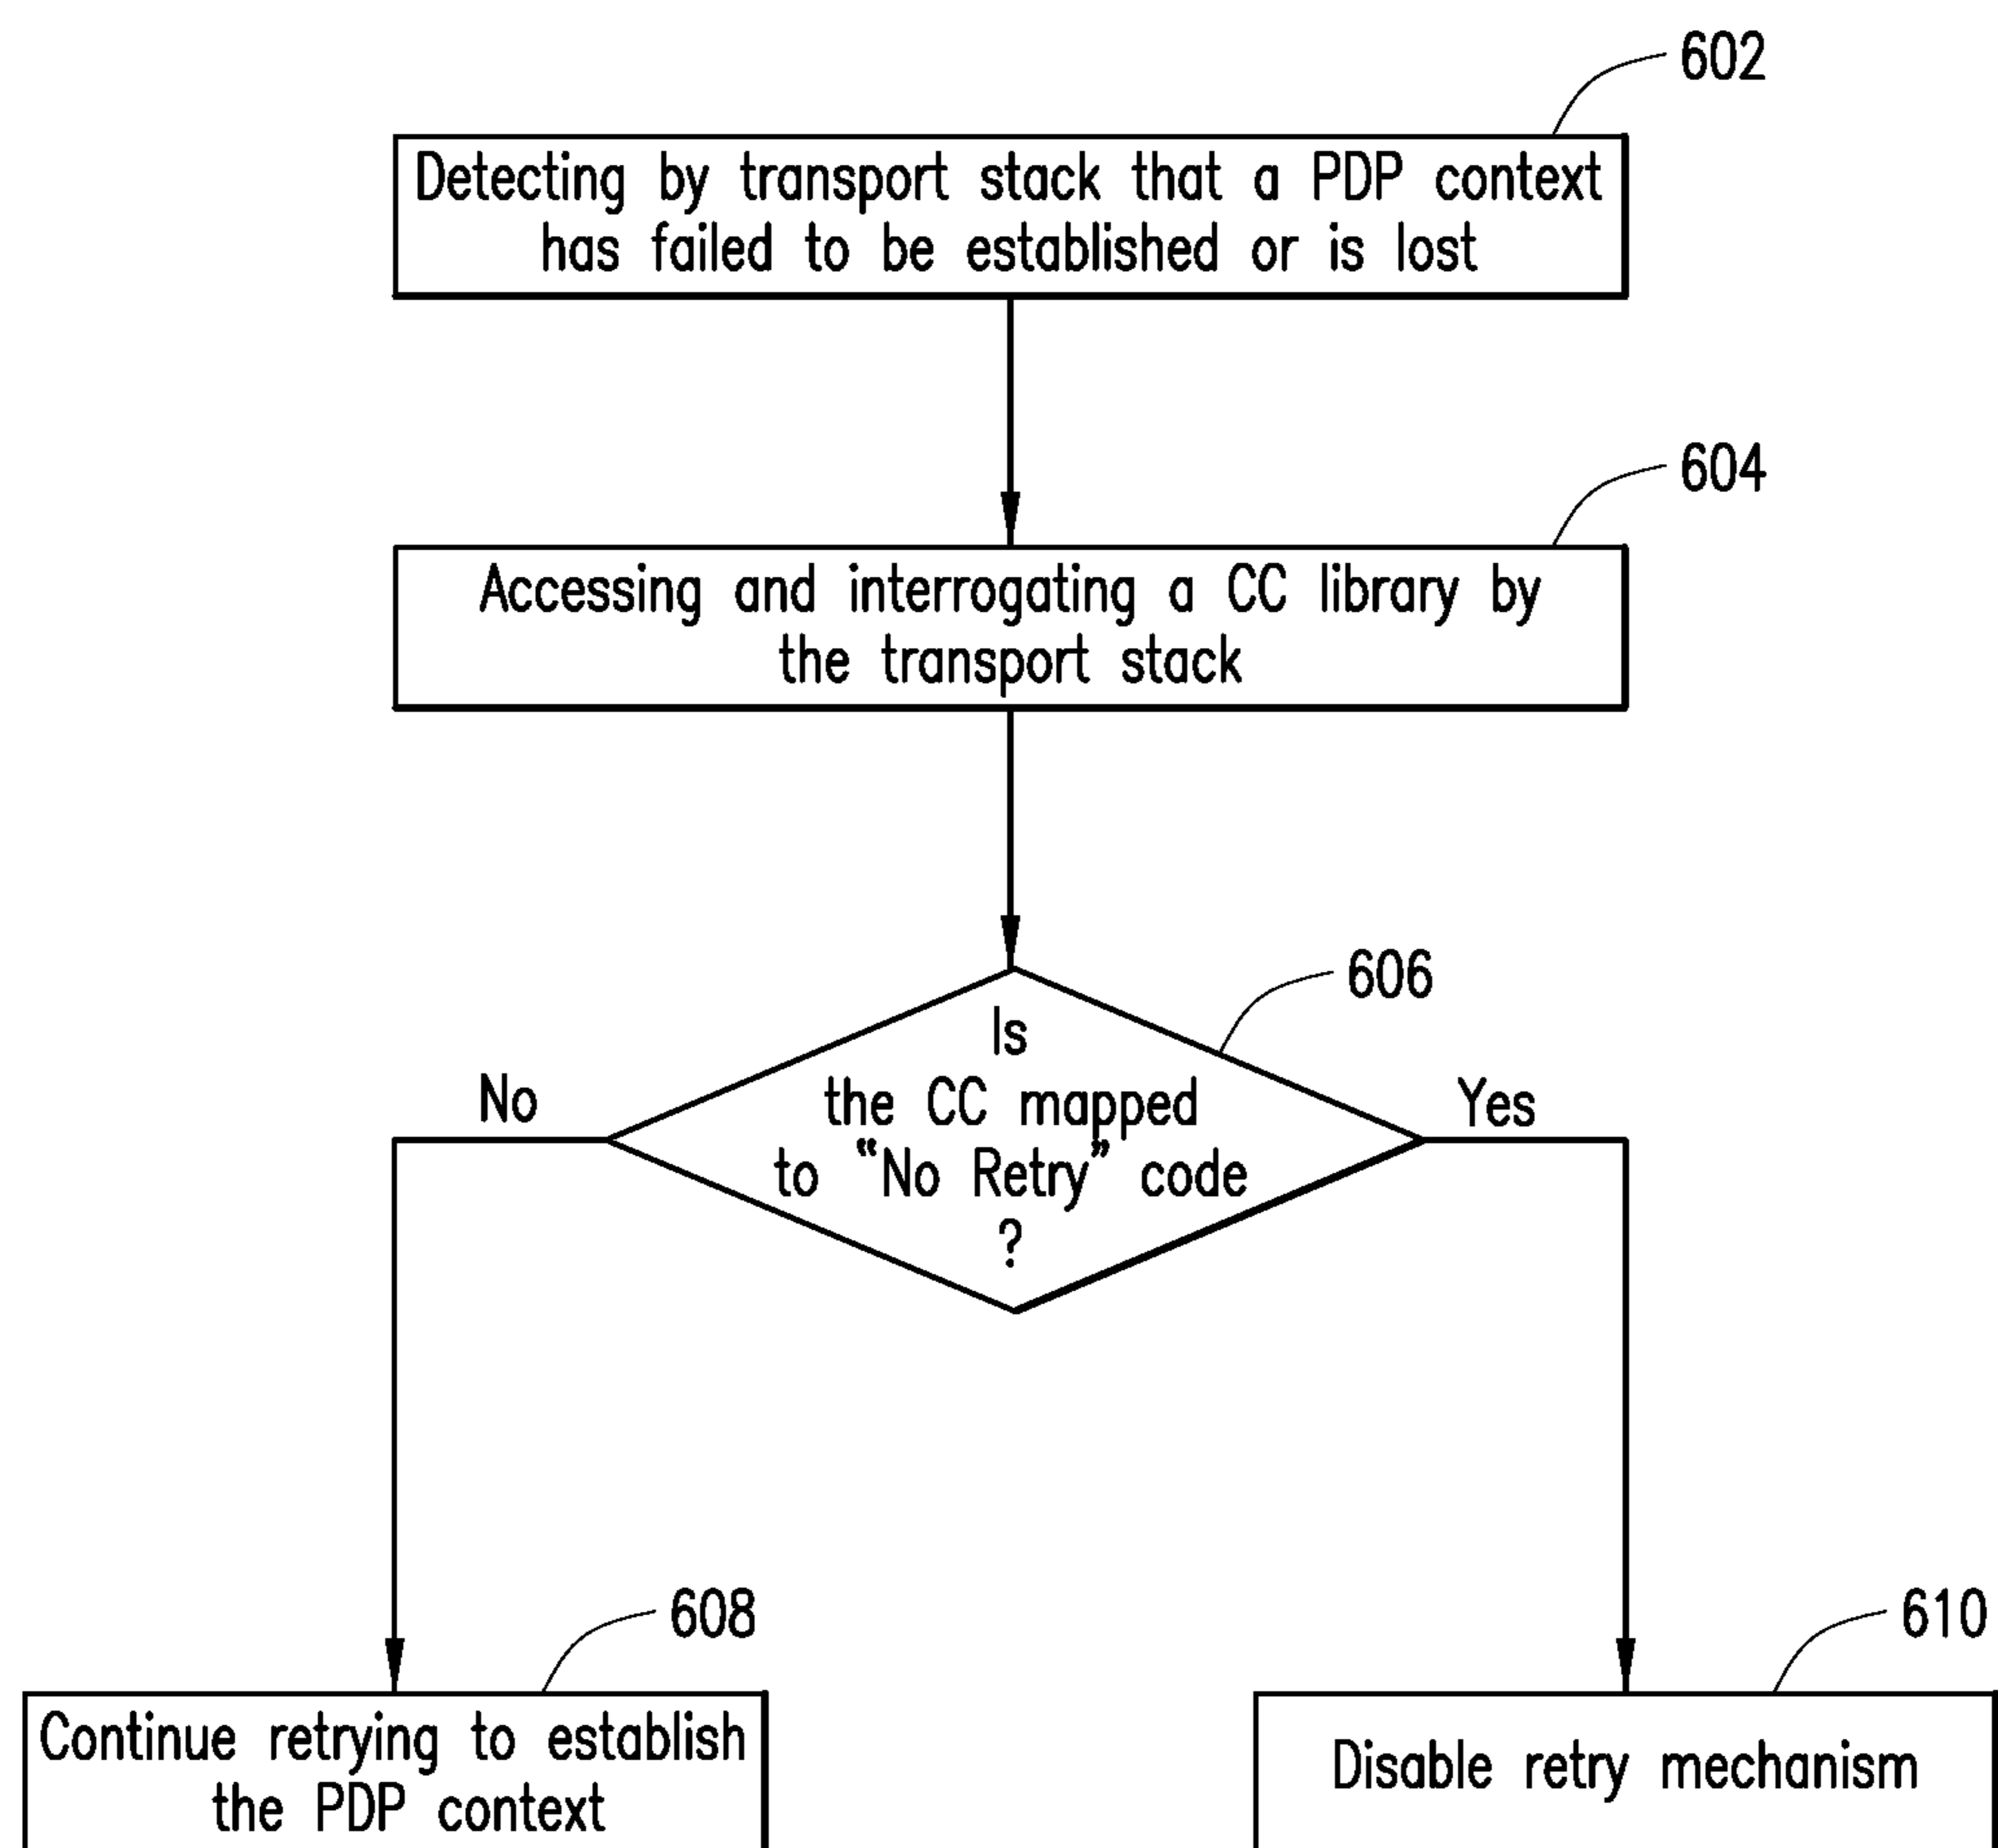 602
Detecting by transport stack that a PDP context
has failed to be established or is lost
604
Accessing and interrogating a CC library by
the transport stack
606
Is
the CC mapped
to “No Retry” code
?
No
Yes
608
Continue retrying to establish
the PDP context
610
Disable retry mechanism